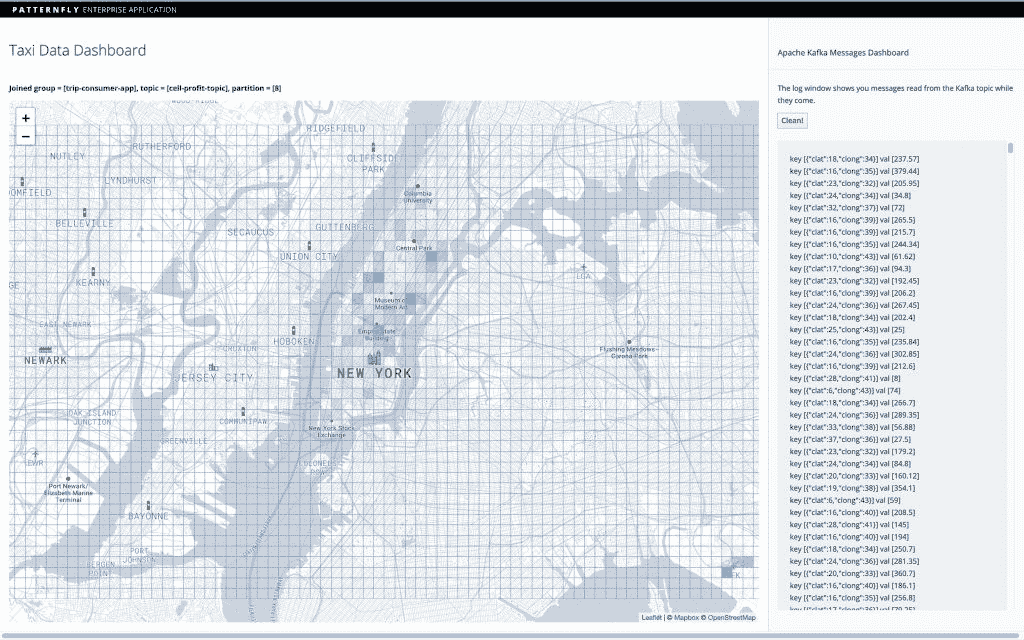 PATTERNFLY ENTERPRISE APPLICATION
Taxi Data Dashboard
Joined group = [trip-consumer-app], topic = [cell-profit-topic], partition = [8]
+
−
RIDGEFIELD
CLIFFSIDE
PARK
NUTLEY
RUTHERFORD
LYNDHURST
Columbia
University
BELLEVILLE
SECAUCUS
GUTTENBERG
Central Park
UNION CITY
LGA
KEARNY
Museum of
Modern Art
EAST NEWARK
Empire State
Building
HOBOKEN
CROXTON
NEWARK
Flushing Meadows-
Corona Park
JERSEY CITY
NEW YORK
OAK ISLAND
JUNCTION
COMMUNIPAW
New York Stock
Exchange
GREENVILLE
COLONELS
ROW
EWR
Port Newark/
Elizabeth Marine
Terminal
BAYONNE
PORT
JOHNSON
BERGEN
POINT
Leaflet | © Mapbox © OpenStreetMap
Apache Kafka Messages Dashboard
The log window shows you messages read from the Kafka topic while
they come.
Clean!
key [{"clat":18,"clong":34}] val [237.57]
key [{"clat":16,"clong":35}] val [379.44]
key [{"clat":23,"clong":32}] val [205.95]
key [{"clat":24,"clong":34}] val [34.8]
key [{"clat":32,"clong":37}] val [72]
key [{"clat":16,"clong":39}] val [265.5]
key [{"clat":16,"clong":39}] val [215.7]
key [{"clat":16,"clong":35}] val [244.34]
key [{"clat":10,"clong":43}] val [61.62]
key [{"clat":17,"clong":36}] val [94.3]
key [{"clat":23,"clong":32}] val [192.45]
key [{"clat":16,"clong":39}] val [206.2]
key [{"clat":24,"clong":36}] val [267.45]
key [{"clat":18,"clong":34}] val [202.4]
key [{"clat":25,"clong":43}] val [25]
key [{"clat":16,"clong":35}] val [235.84]
key [{"clat":24,"clong":36}] val [302.85]
key [{"clat":16,"clong":39}] val [212.6]
key [{"clat":28,"clong":41}] val [8]
key [{"clat":6,"clong":43}] val [74]
key [{"clat":18,"clong":34}] val [266.7]
key [{"clat":24,"clong":36}] val [289.35]
key [{"clat":33,"clong":38}] val [56.88]
key [{"clat":37,"clong":36}] val [27.5]
key [{"clat":23,"clong":32}] val [179.2]
key [{"clat":24,"clong":34}] val [84.8]
key [{"clat":20,"clong":33}] val [160.12]
key [{"clat":19,"clong":38}] val [354.1]
key [{"clat":6,"clong":43}] val [59]
key [{"clat":16,"clong":40}] val [208.5]
key [{"clat":28,"clong":41}] val [145]
key [{"clat":16,"clong":40}] val [194]
key [{"clat":18,"clong":34}] val [250.7]
key [{"clat":24,"clong":36}] val [281.35]
key [{"clat":20,"clong":33}] val [360.7]
key [{"clat":16,"clong":40}] val [186.1]
key [{"clat":16,"clong":35}] val [256.8]
key [{"clat":17,"clong":36}] val [79.25]